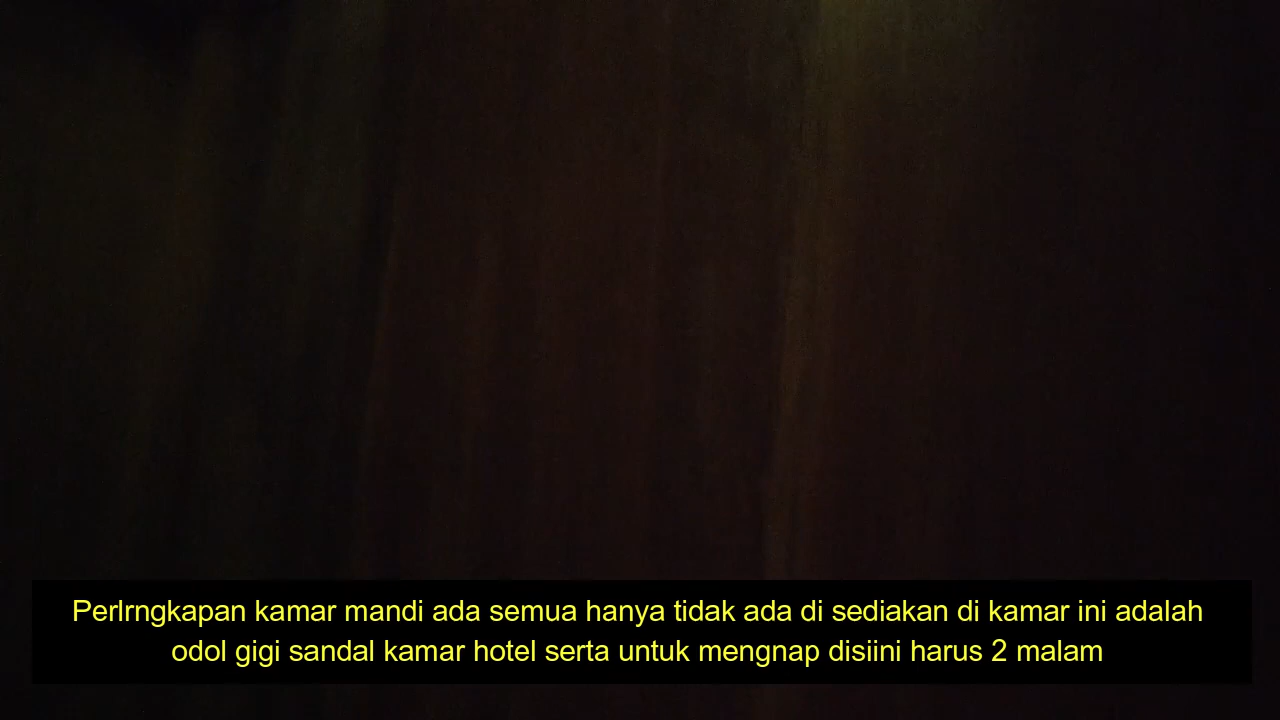 Perlrngkapan kamar mandi ada semua hanya tidak ada di sediakan di kamar ini adalah
odol gigi sandal kamar hotel serta untuk mengnap disiini harus 2 malam